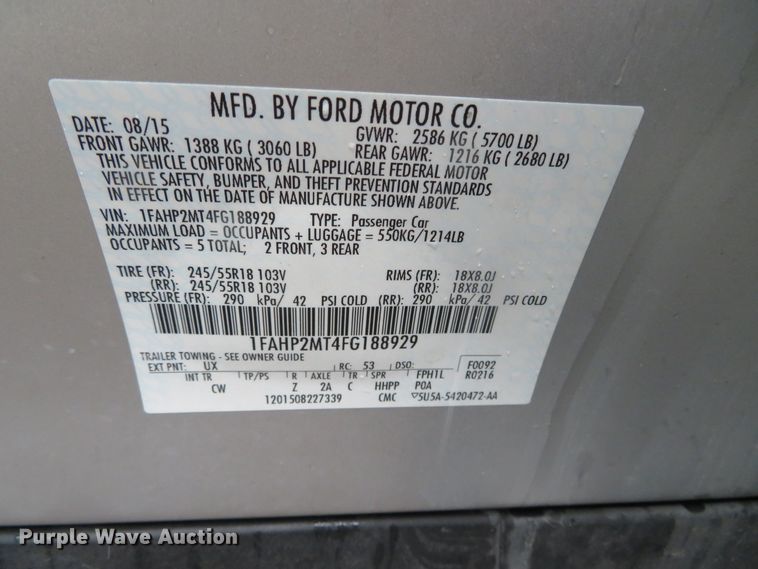 MFD. BY FORD MOTOR CO.
DATE: 08/15 GVWR: 2586 KG ( 5700 LB)
FRONT GAWR: 1388 KG ( 3060 LB) REAR GAWR: 1216 KG ( 2680 LB)
THIS VEHICLE CONFORMS TO ALL APPLICABLE FEDERAL MOTOR
VEHICLE SAFETY, BUMPER, AND THEFT PREVENTION STANDARDS
IN EFFECT ON THE DATE OF MANUFACTURE SHOWN ABOVE.
VIN: 1FAHP2MT4FG188929 TYPE: Passenger Car
MAXIMUM LOAD = OCCUPANTS + LUGGAGE = 550KG/1214LB
OCCUPANTS = 5 TOTAL; 2 FRONT, 3 REAR
TIRE (FR): 245/55R18 103V RIMS (FR): 18X8.0J
(RR): 245/55R18 103V (RR): 18X8.0J
PRESSURE (FR): 290 kPa/ 42 PSI COLD (RR): 290 kPa/ 42 PSI COLD
1FAHP2MT4FG188929
TRAILER TOWING - SEE OWNER GUIDE
EXT PNT: UX RC: 53 DSO: F0092
INT TR TP/PS R AXLE TR SPR FPH1L R0216
CW Z 2A C HHPP POA
1201508227339 CMC ▽5U5A-5420472-AA
Purple Wave Auction